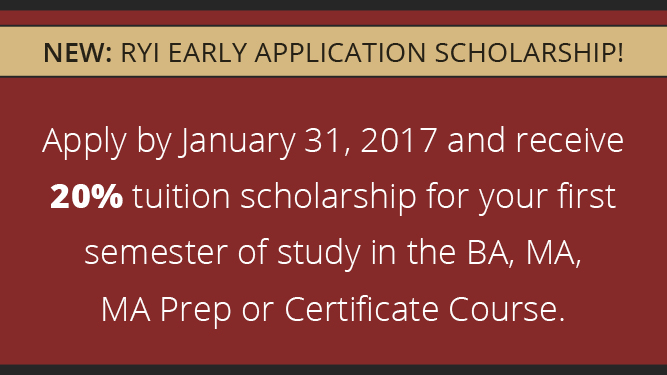 NEW: RYI EARLY APPLICATION SCHOLARSHIP!
Apply by January 31, 2017 and receive
20% tuition scholarship for your first
semester of study in the BA, MA,
MA Prep or Certificate Course.